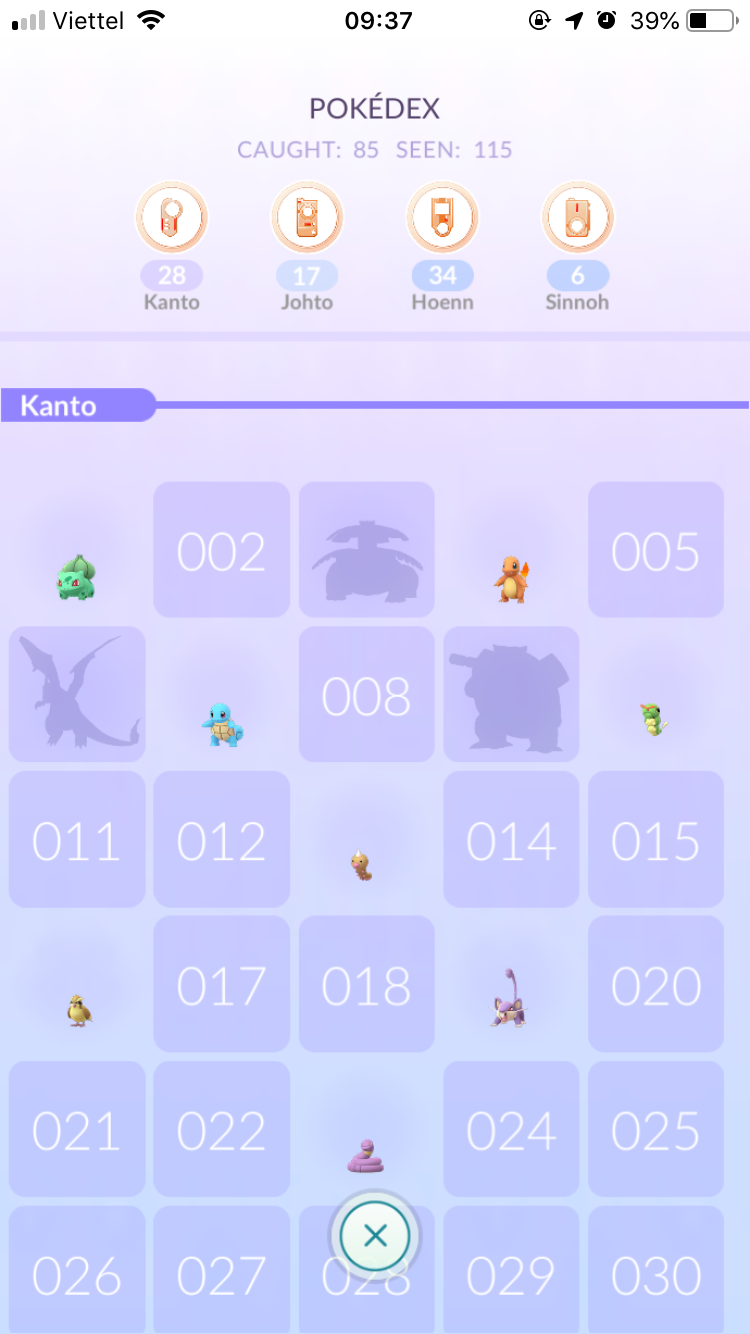 Viettel 09:37 39%
POKÉDEX
CAUGHT: 85 SEEN: 115
28 17 34 6
Kanto Johto Hoenn Sinnoh
Kanto
002 005
008
011 012 014 015
017 018 020
021 022 024 025
026 027 028 029 030